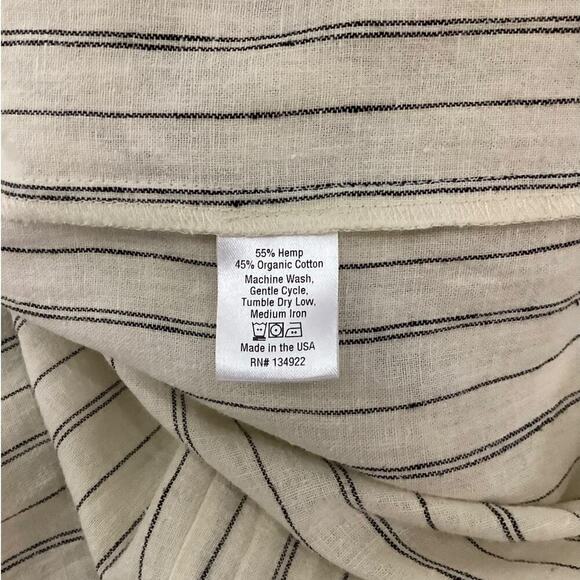 55% Hemp
45% Organic Cotton
Machine Wash,
Gentle Cycle,
Tumble Dry Low,
Medium Iron
Made in the USA
RN# 134922